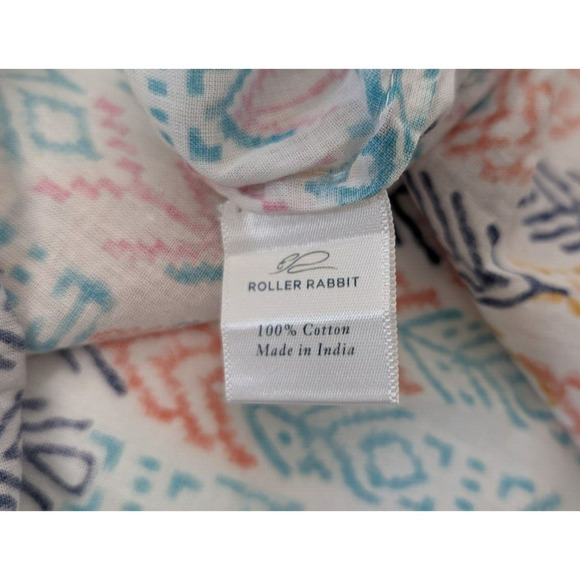 ROLLER RABBIT
100% Cotton
Made in India